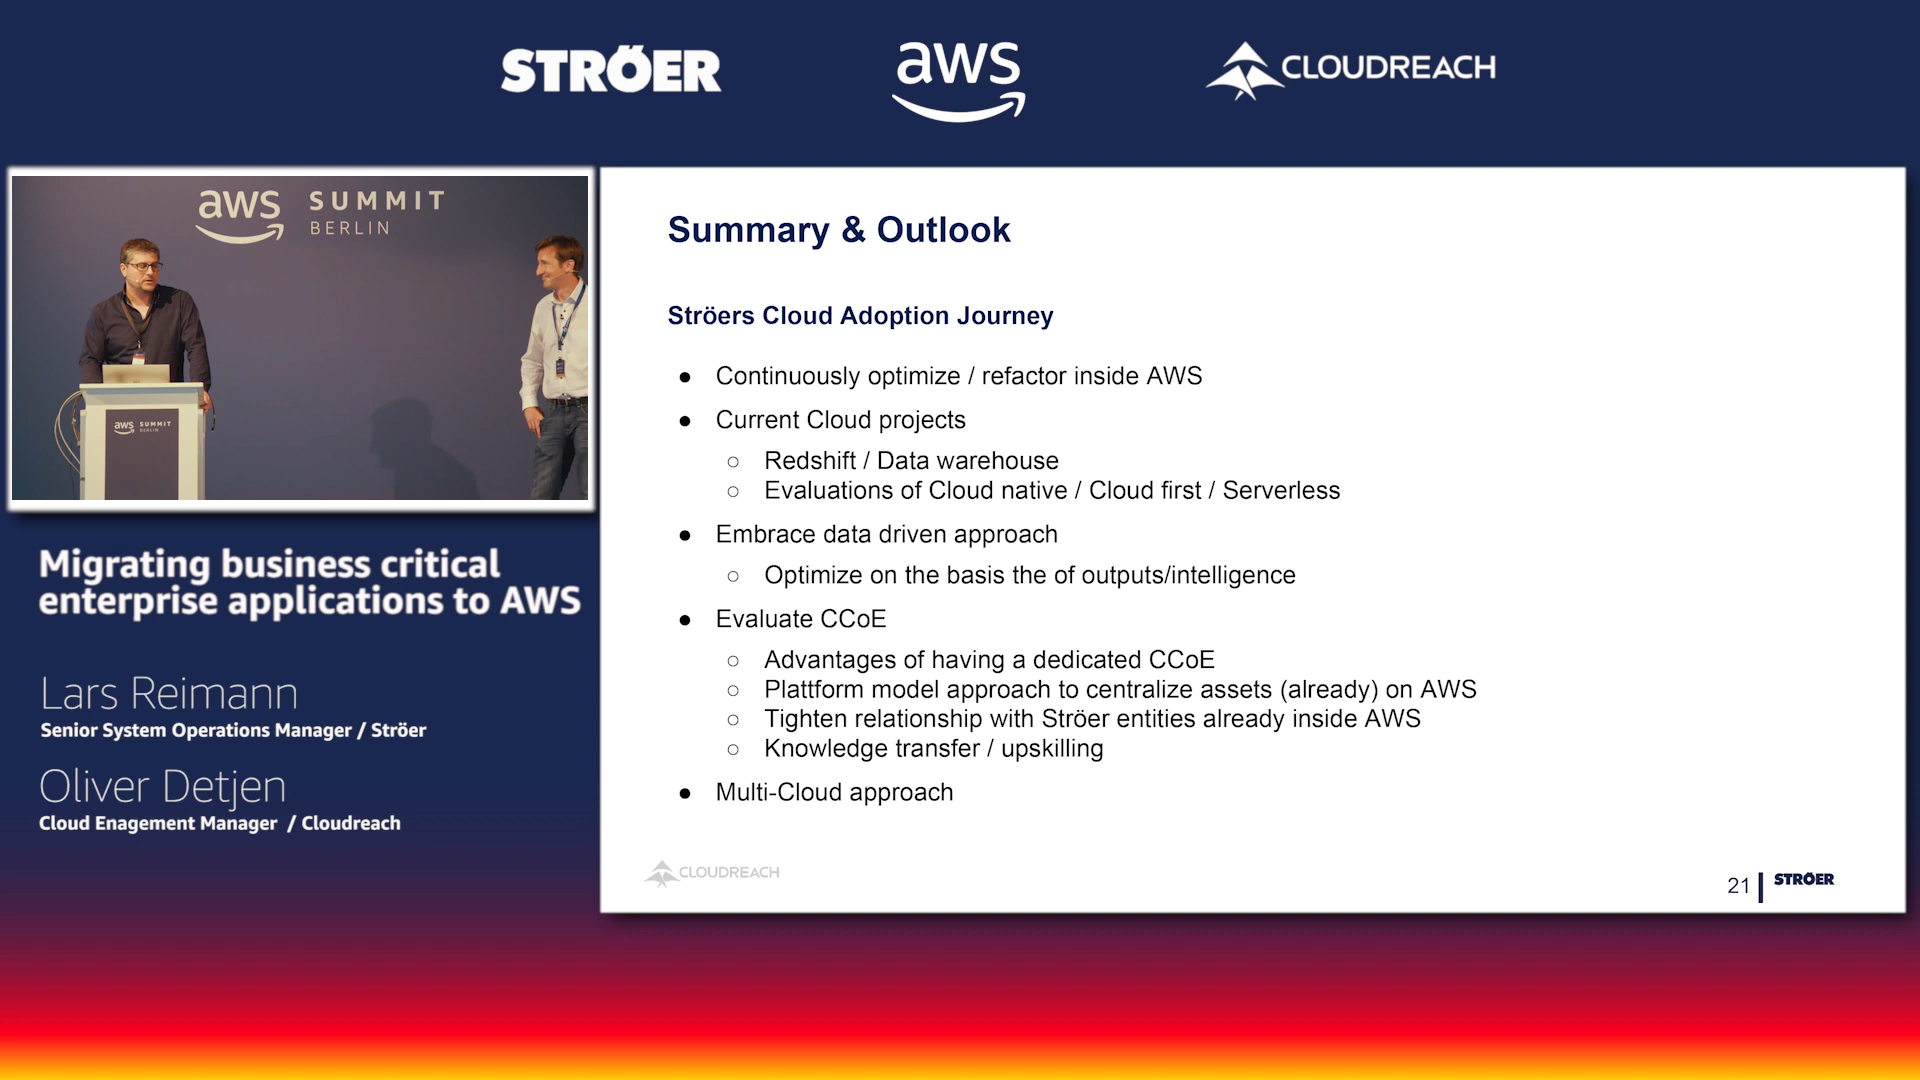 STRÖER
aws
CLOUDREACH
aws SUMMIT
BERLIN
aws SUMMIT
BERLIN
Migrating business critical
enterprise applications to AWS
Lars Reimann
Senior System Operations Manager / Ströer
Oliver Detjen
Cloud Enagement Manager / Cloudreach
Summary & Outlook
Ströers Cloud Adoption Journey
● Continuously optimize / refactor inside AWS
● Current Cloud projects
○ Redshift / Data warehouse
○ Evaluations of Cloud native / Cloud first / Serverless
● Embrace data driven approach
○ Optimize on the basis the of outputs/intelligence
● Evaluate CCoE
○ Advantages of having a dedicated CCoE
○ Plattform model approach to centralize assets (already) on AWS
○ Tighten relationship with Ströer entities already inside AWS
○ Knowledge transfer / upskilling
● Multi-Cloud approach
CLOUDREACH
21 | STRÖER